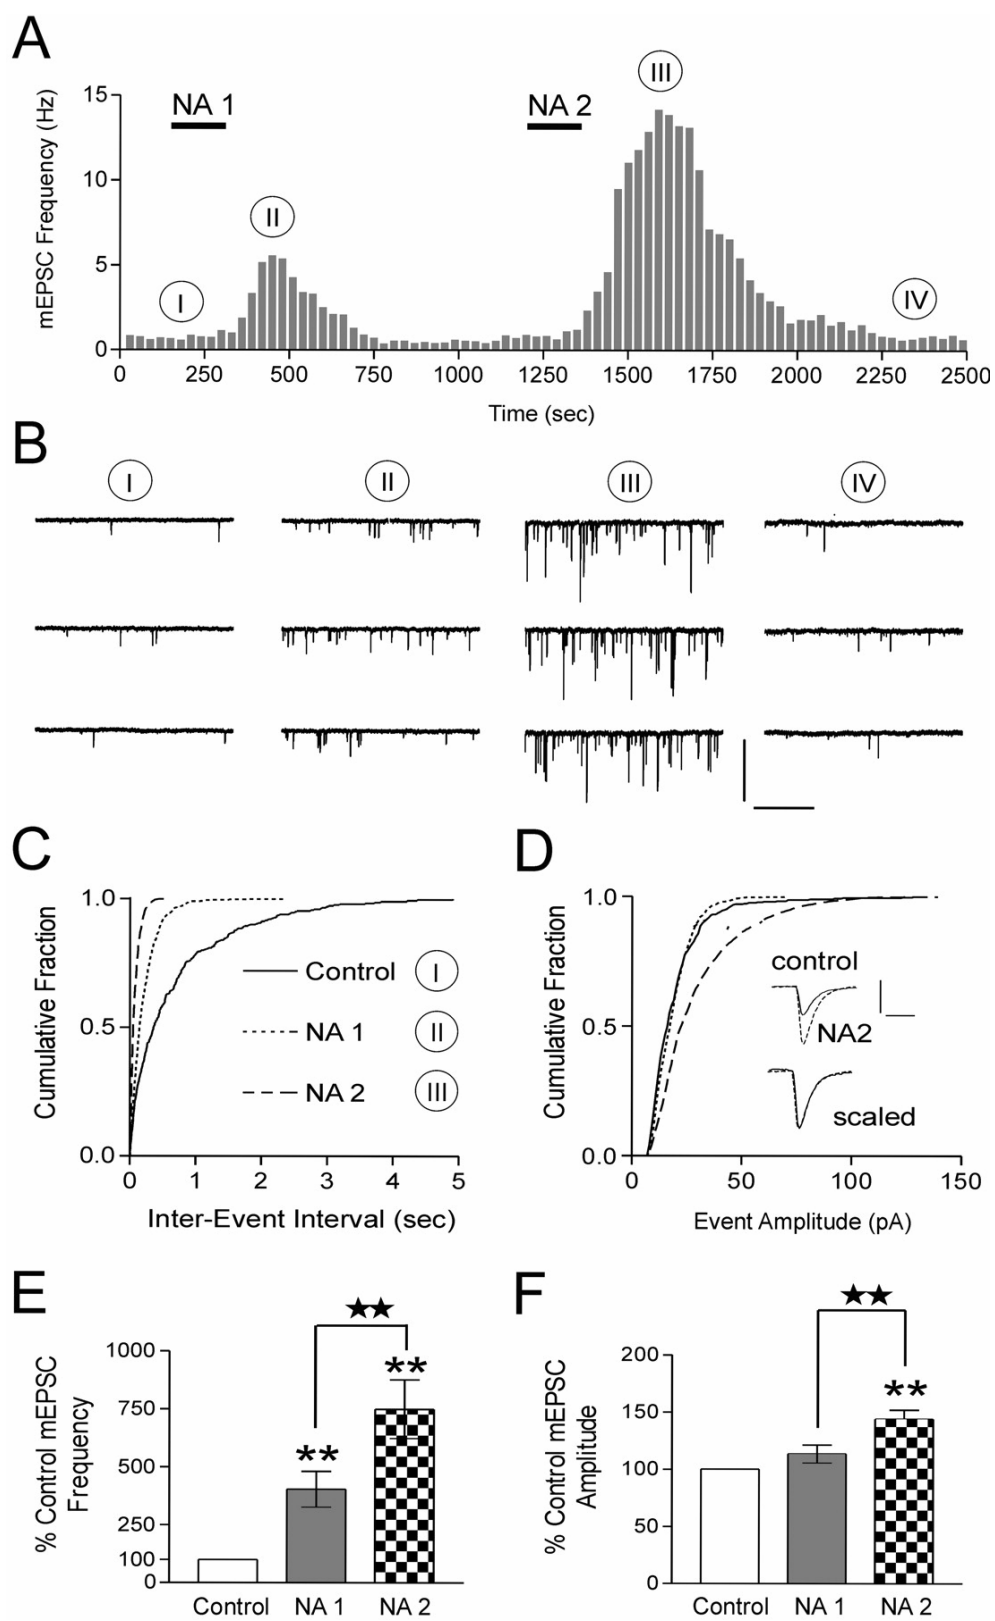 A
mEPSC Frequency (Hz)
15
10
5
0
NA 1
NA 2
I
II
III
IV
0 250 500 750 1000 1250 1500 1750 2000 2250 2500
Time (sec)
B
I II III IV
C
Cumulative Fraction
1.0
0.5
0.0
Control I
NA 1 II
NA 2 III
0 1 2 3 4 5
Inter-Event Interval (sec)
D
Cumulative Fraction
1.0
0.5
0.0
control
NA2
scaled
0 50 100 150
Event Amplitude (pA)
E
% Control mEPSC
Frequency
★★
1000
750
500
250
100
0
**
**
Control NA 1 NA 2
F
% Control mEPSC
Amplitude
★★
200
150
100
50
0
**
Control NA 1 NA 2